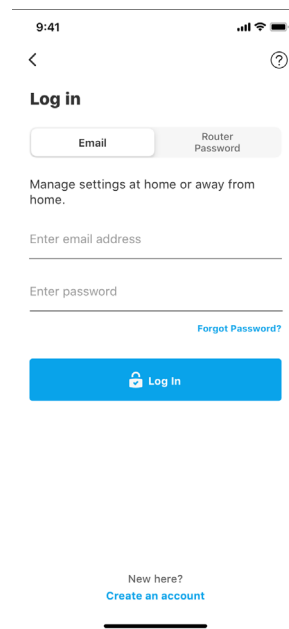 9:41
Log in
Email
Router
Password
Manage settings at home or away from
home.
Enter email address
Enter password
Forgot Password?
Log In
New here?
Create an account